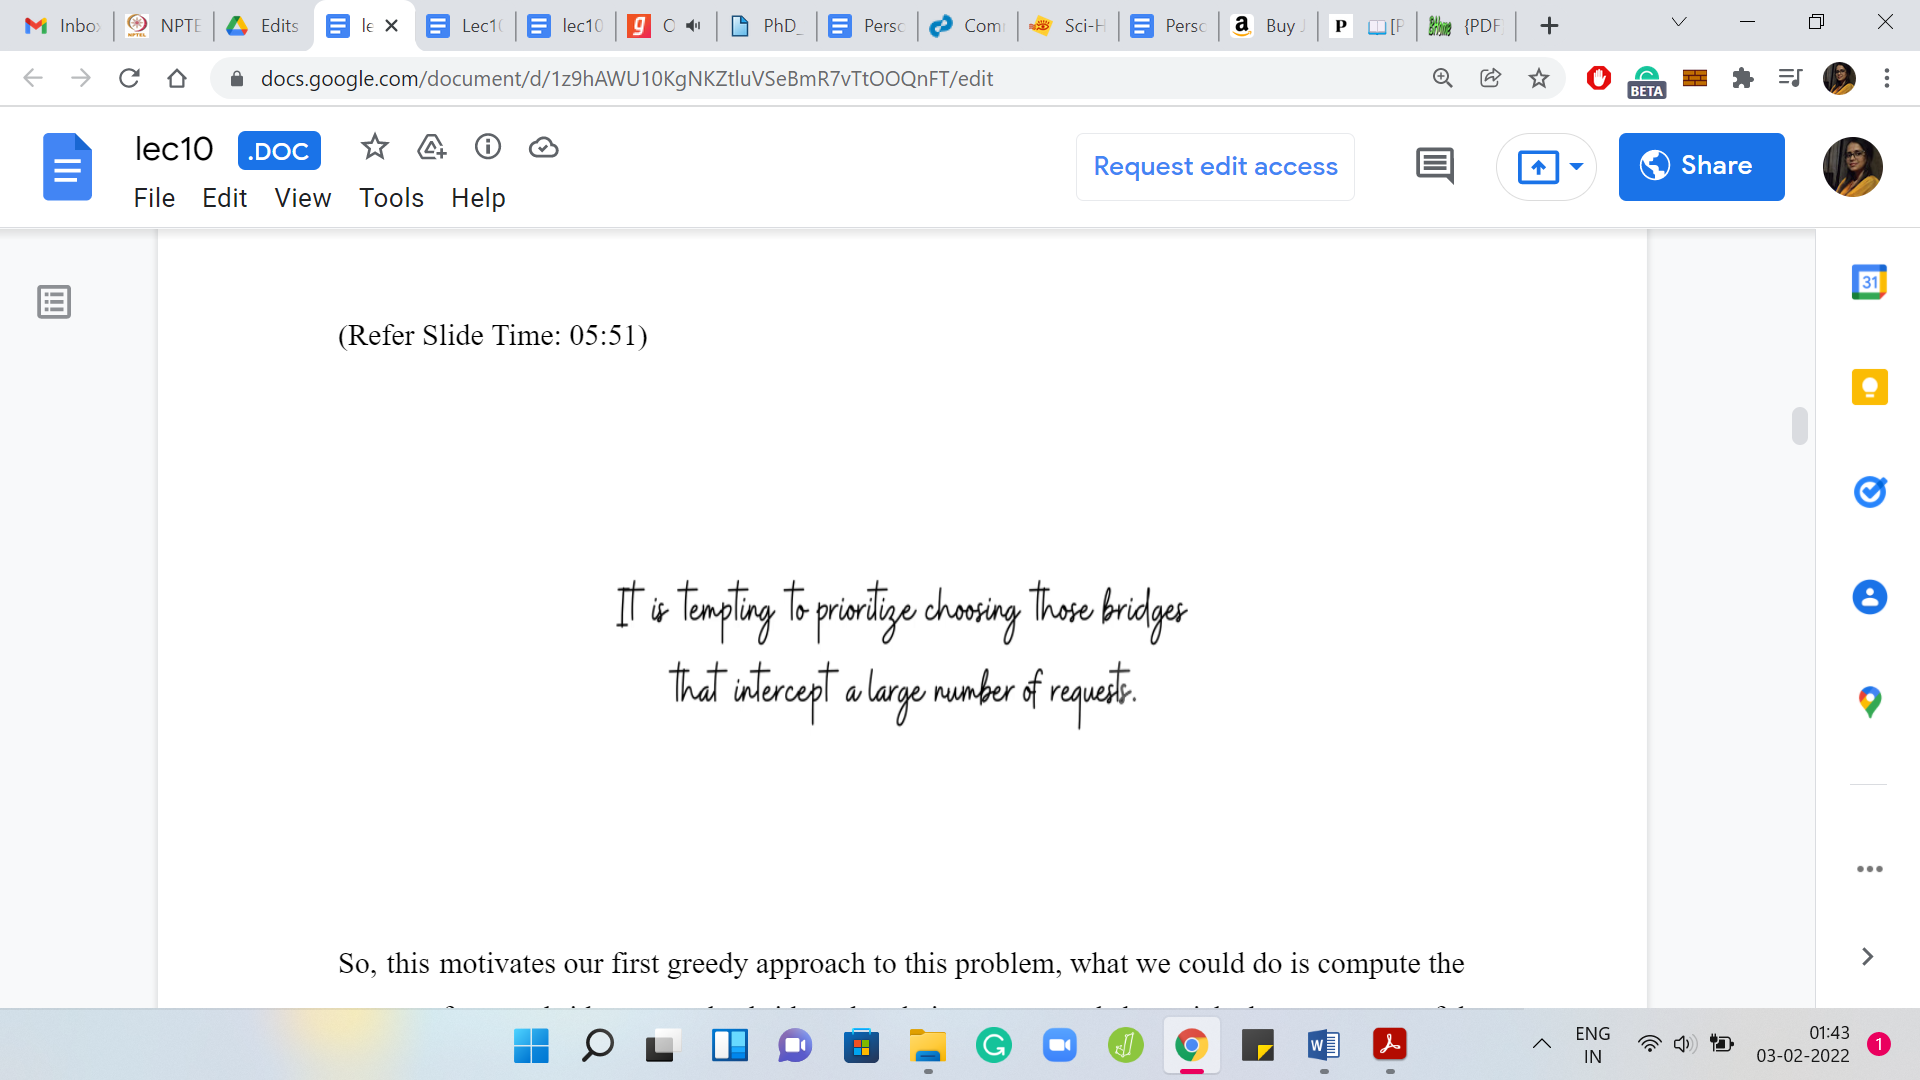 Inbo
NPTE
Edits
le
Lec10
lec10
O
PhD_
Perso
Com
Sci-H
Perso
Buy J
[P
{PDF
docs.google.com/document/d/1z9hAWU10KgNKZtluVSeBmR7vTtOOQnFT/edit
BETA
lec10 .DOC
File Edit View Tools Help
Request edit access
Share
31
(Refer Slide Time: 05:51)
It is tempting to prioritize choosing those bridges
that intercept a large number of requests.
So, this motivates our first greedy approach to this problem, what we could do is compute the
ENG
IN
01:43
03-02-2022
1